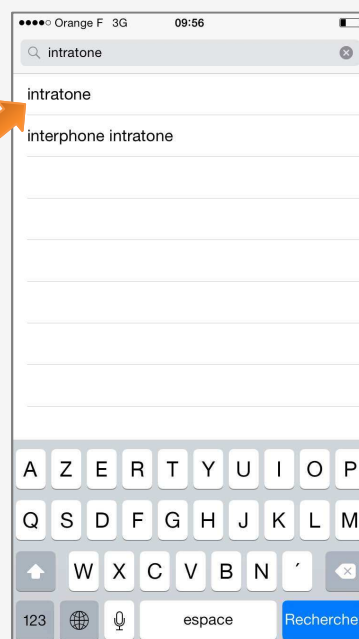 Orange F 3G 09:56
intratone
intratone
interphone intratone
A Z E R T Y U I O P
Q S D F G H J K L M
W X C V B N ´
123 espace Recherche